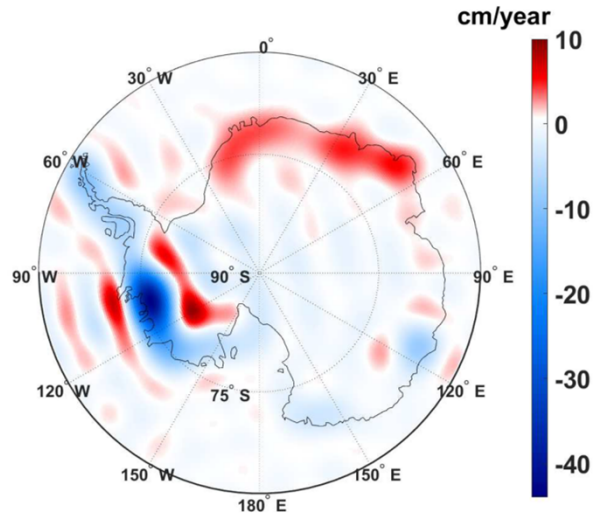 cm/year
0° 10
30° W 30° E
0
60° W 60° E
-10
90° W 90° S 90° E
-20
-30
120° W 75° S 120° E
-40
150° W 150° E
180° E